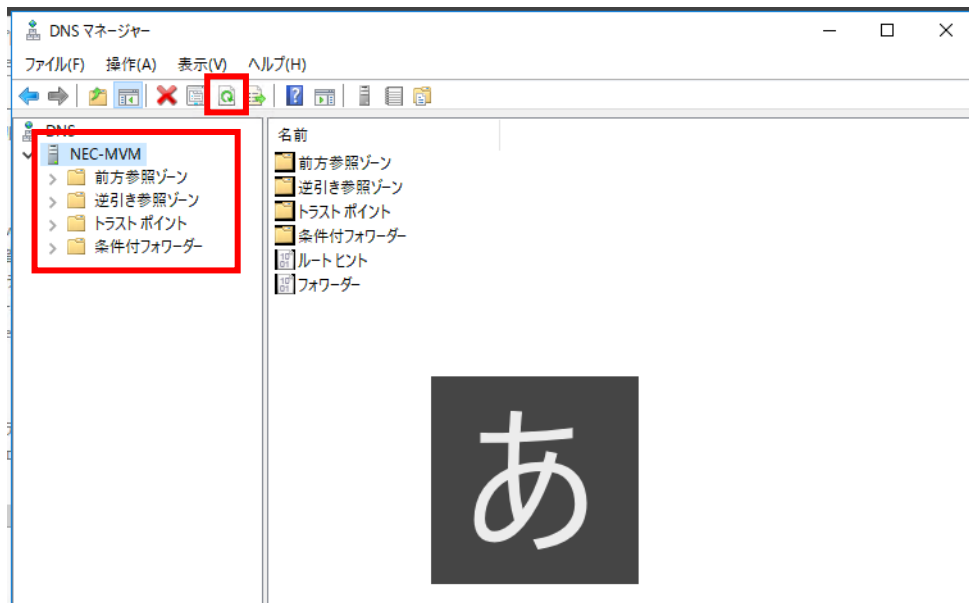 DNS マネージャー
ファイル(F) 操作(A) 表示(V) ヘルプ(H)
DNS
NEC-MVM
前方参照ゾーン
逆引き参照ゾーン
トラスト ポイント
条件付フォワーダー
名前
前方参照ゾーン
逆引き参照ゾーン
トラスト ポイント
条件付フォワーダー
ルート ヒント
フォワーダー
あ